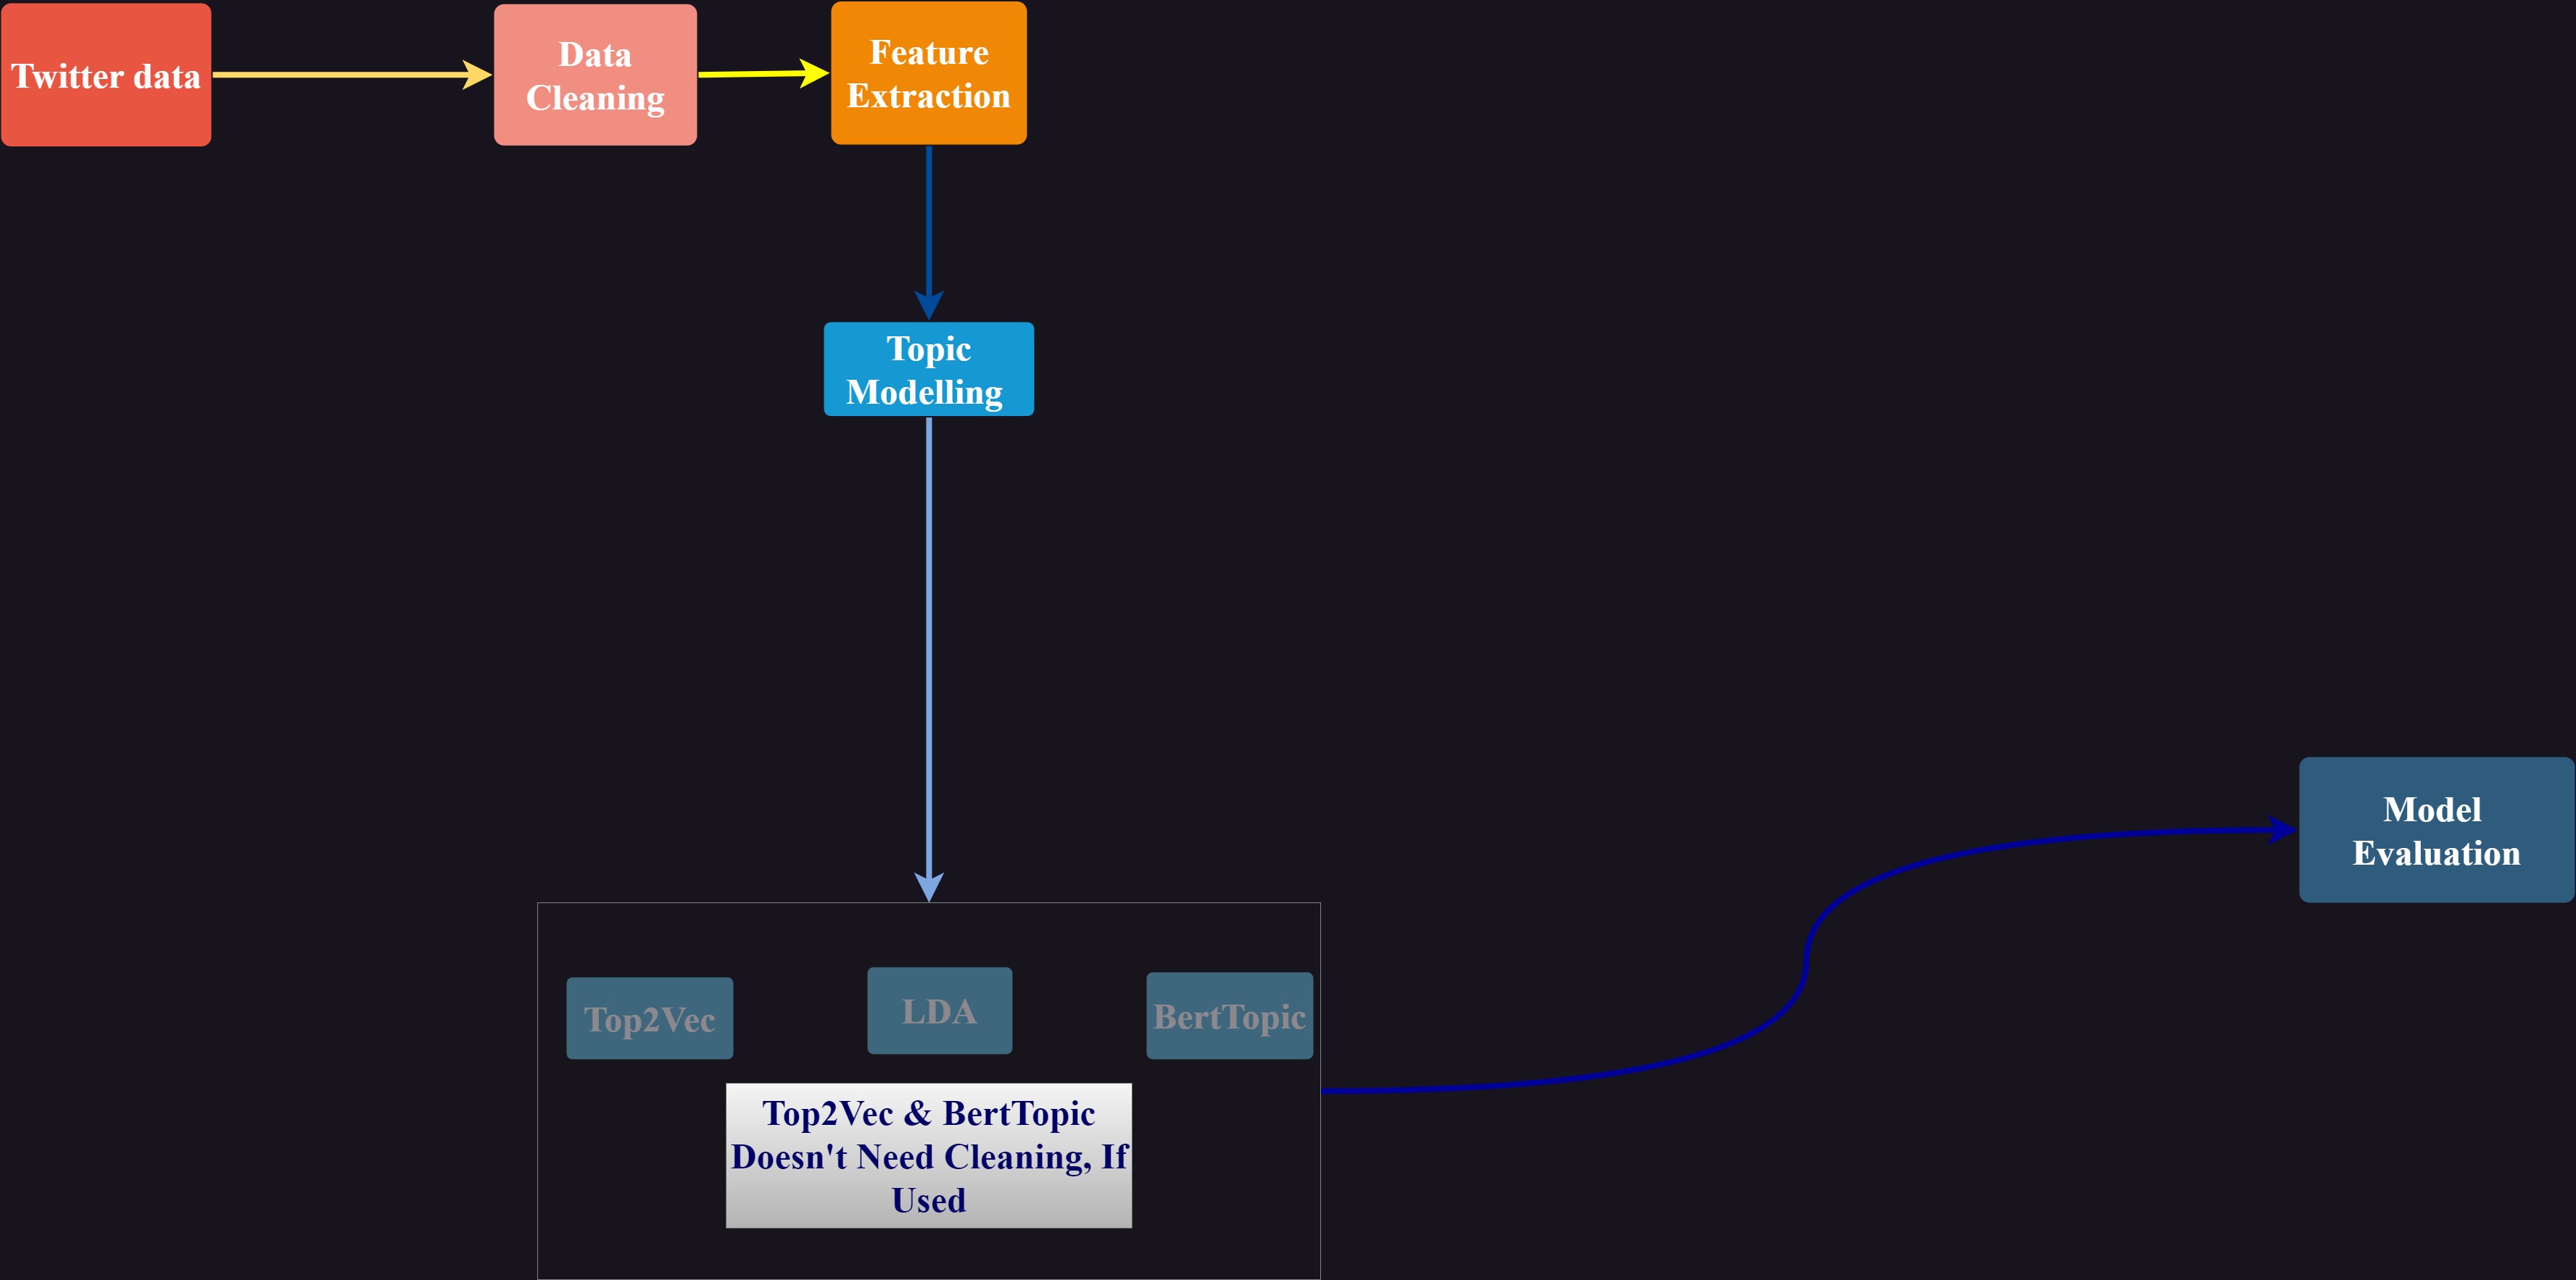 Twitter data
Data
Cleaning
Feature
Extraction
Topic
Modelling
Model
Evaluation
Top2Vec
LDA
BertTopic
Top2Vec & BertTopic
Doesn't Need Cleaning, If
Used